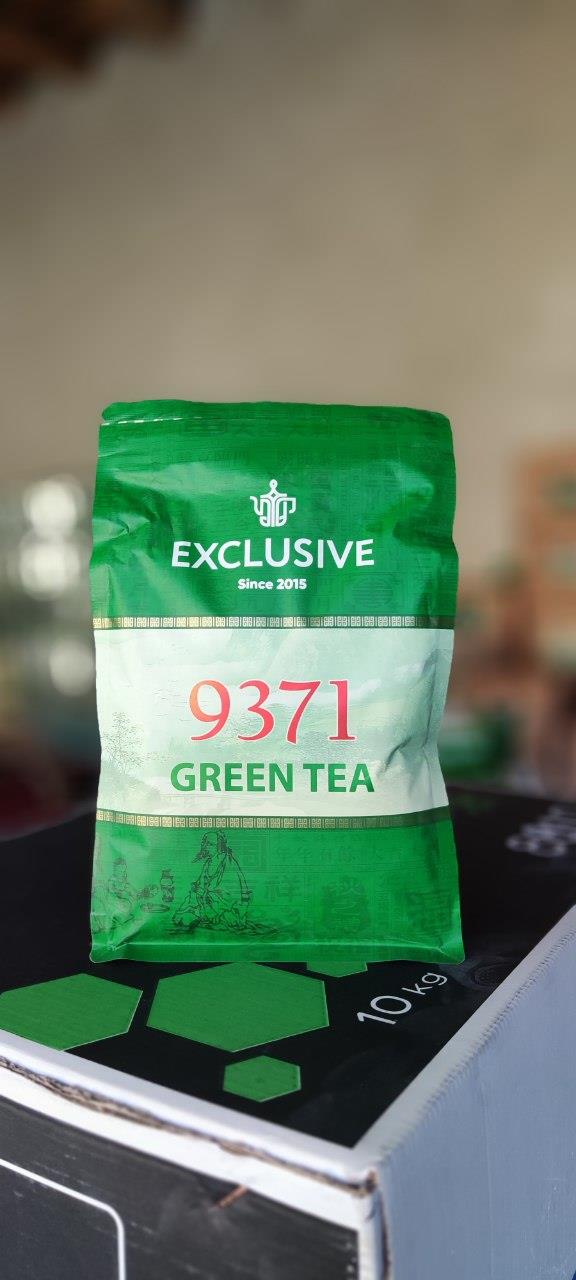 EXCLUSIVE
Since 2015
9371
GREEN TEA
10 kg